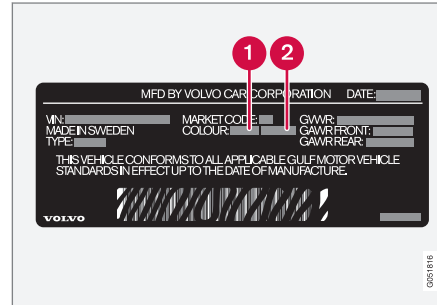 1 2
MFD BY VOLVO CAR CORPORATION DATE:
VIN: MARKET CODE: GVWR:
MADE IN SWEDEN COLOUR: GAWR FRONT:
TYPE: GAWR REAR:
THIS VEHICLE CONFORMS TO ALL APPLICABLE GULF MOTOR VEHICLE
STANDARDS IN EFFECT UP TO THE DATE OF MANUFACTURE.
VOLVO
G051816